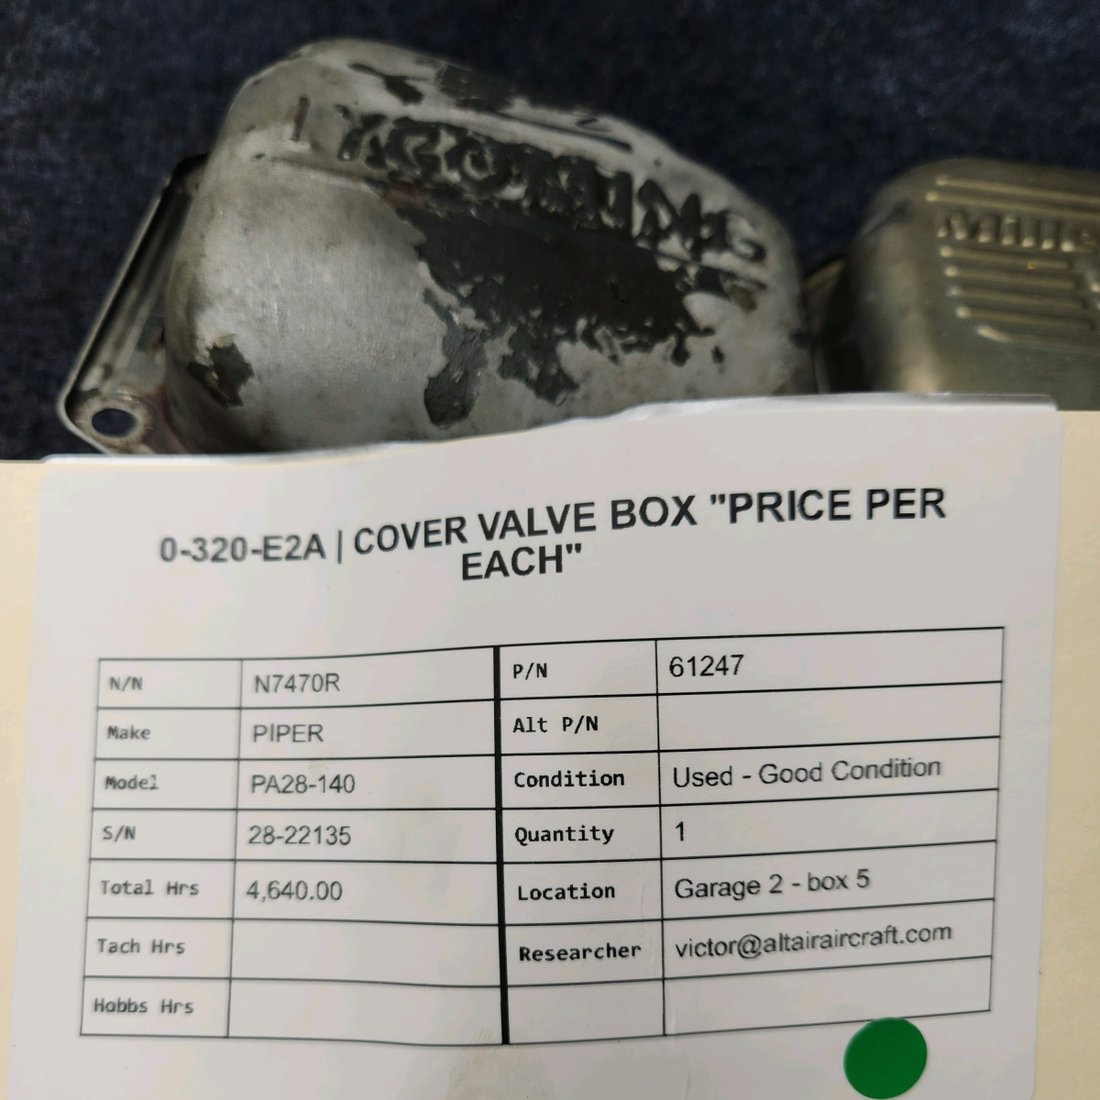 LYCOMING
0-320-E2A | COVER VALVE BOX "PRICE PER
EACH"
N/N N7470R P/N 61247
Make PIPER Alt P/N
Model PA28-140 Condition Used - Good Condition
S/N 28-22135 Quantity 1
Total Hrs 4,640.00 Location Garage 2 - box 5
Tach Hrs Researcher victor@altairaircraft.com
Hobbs Hrs